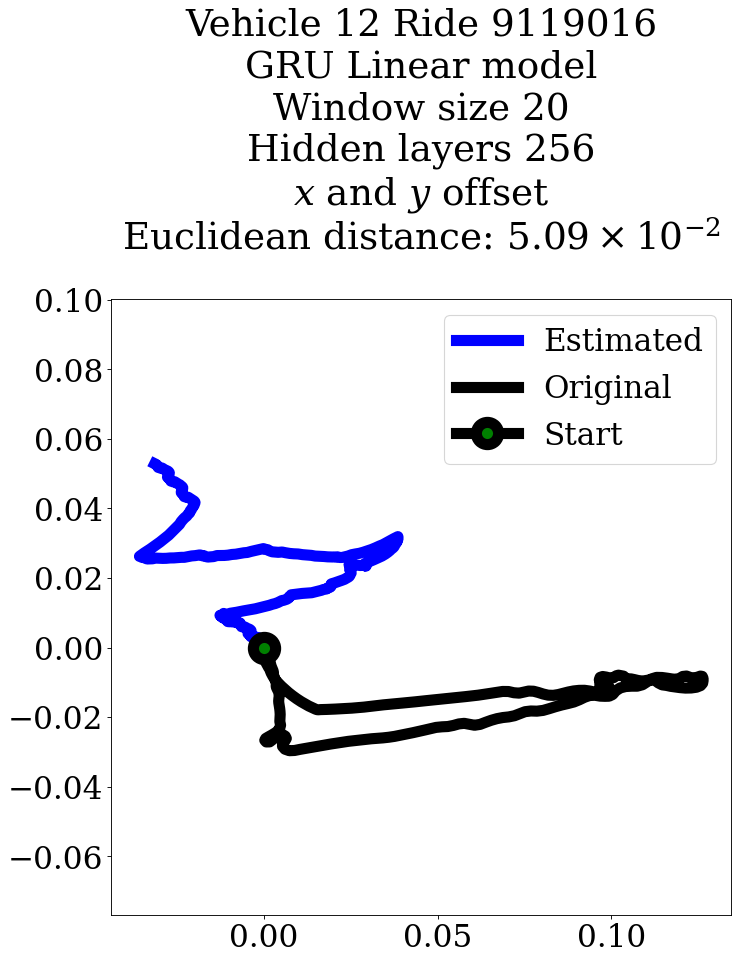 Vehicle 12 Ride 9119016
GRU Linear model
Window size 20
Hidden layers 256
x and y offset
Euclidean distance: 5.09 × 10⁻²
0.10
0.08
0.06
0.04
0.02
0.00
−0.02
−0.04
−0.06
Estimated
Original
Start
0.00 0.05 0.10